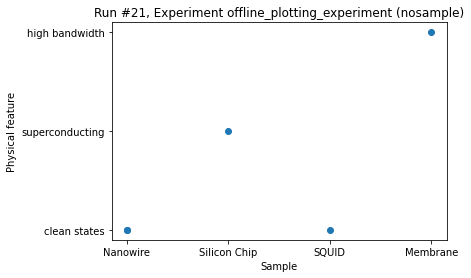 Run #21, Experiment offline_plotting_experiment (nosample)
high bandwidth
superconducting
clean states
Physical feature
Nanowire
Silicon Chip
SQUID
Membrane
Sample